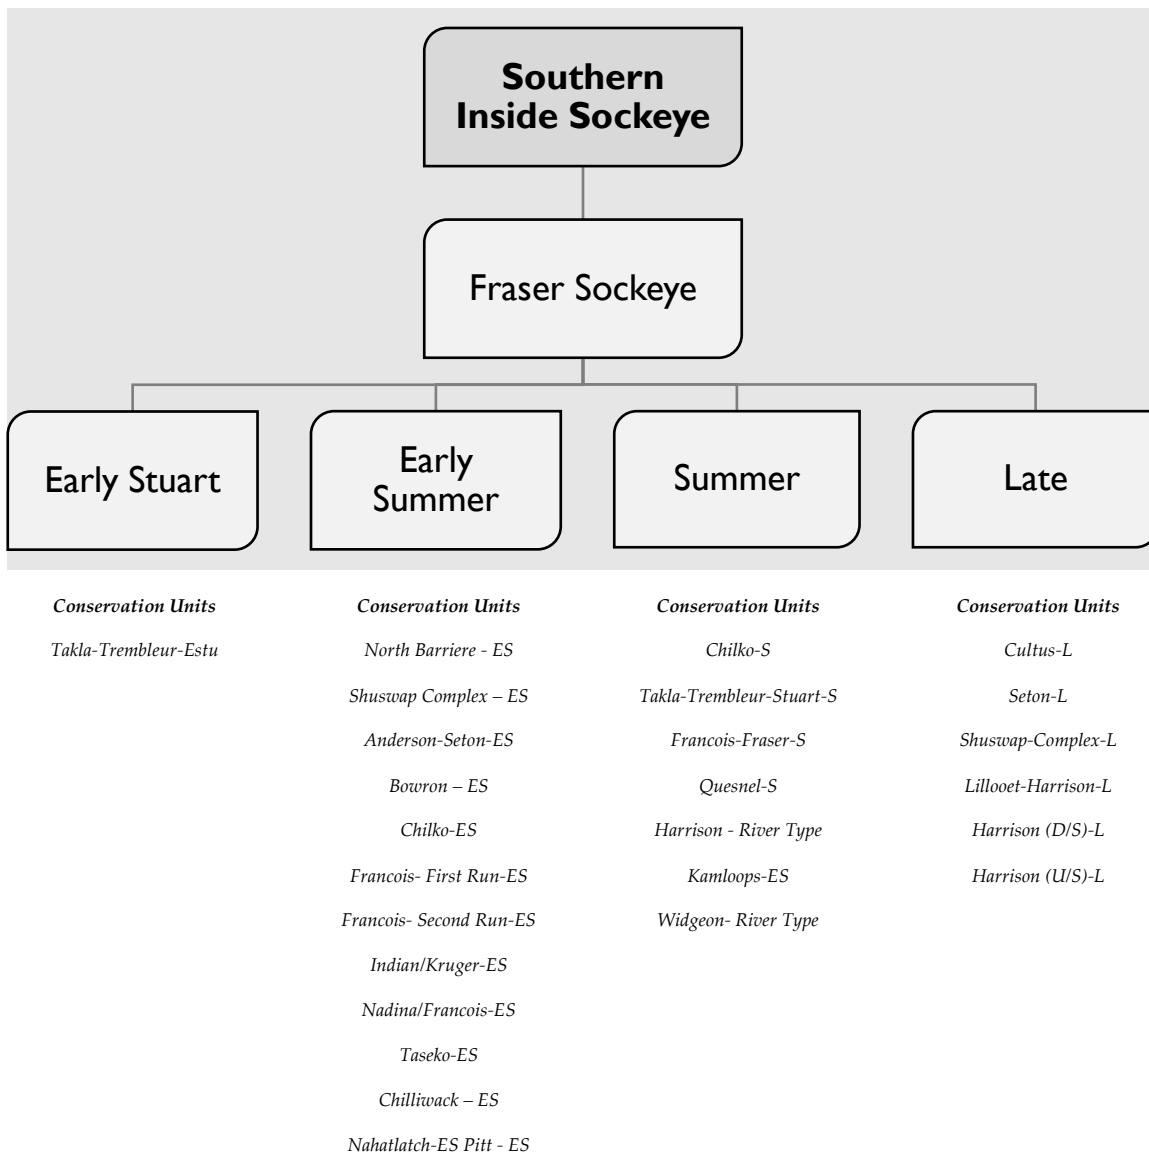 Southern
Inside Sockeye
Fraser Sockeye
Early Stuart
Early
Summer
Summer
Late
Conservation Units
Takla-Trembleur-Estu
Conservation Units
North Barriere - ES
Shuswap Complex – ES
Anderson-Seton-ES
Bowron – ES
Chilko-ES
Francois- First Run-ES
Francois- Second Run-ES
Indian/Kruger-ES
Nadina/Francois-ES
Taseko-ES
Chilliwack – ES
Nahatlatch-ES Pitt - ES
Conservation Units
Chilko-S
Takla-Trembleur-Stuart-S
Francois-Fraser-S
Quesnel-S
Harrison - River Type
Kamloops-ES
Widgeon- River Type
Conservation Units
Cultus-L
Seton-L
Shuswap-Complex-L
Lillooet-Harrison-L
Harrison (D/S)-L
Harrison (U/S)-L